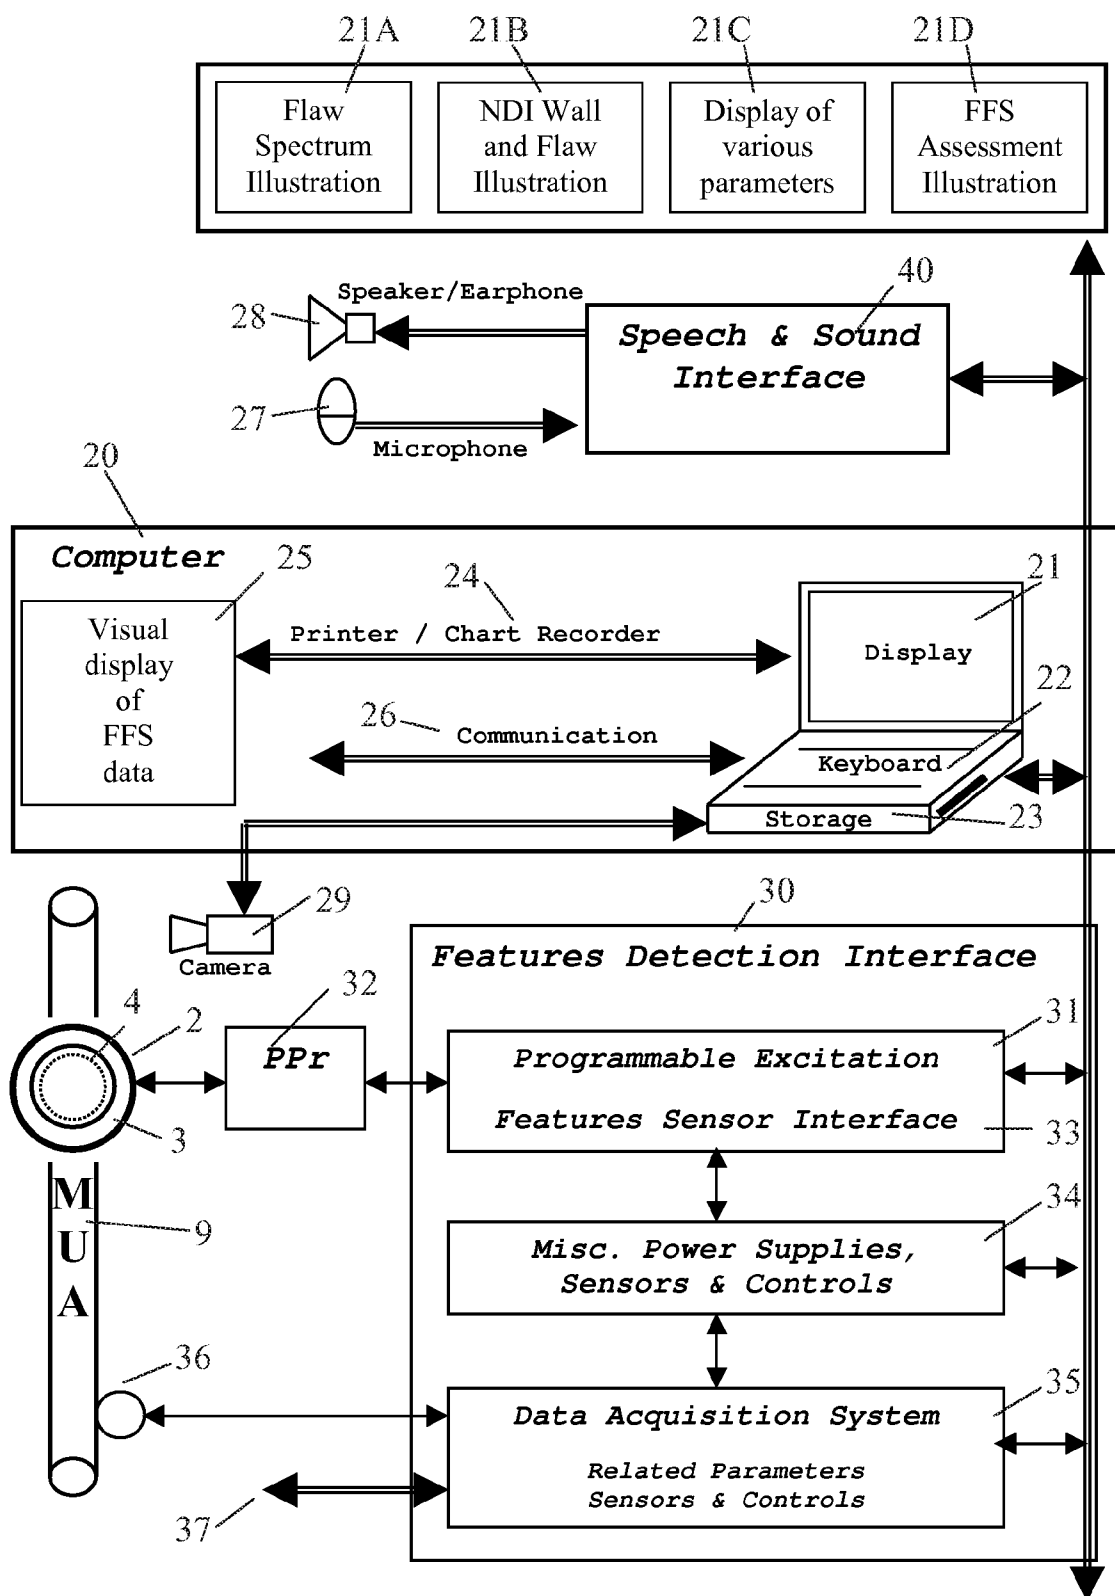 21A
21B
21C
21D
Flaw
Spectrum
Illustration
NDI Wall
and Flaw
Illustration
Display of
various
parameters
FFS
Assessment
Illustration
40
Speaker/Earphone
28
Speech & Sound
Interface
27
Microphone
20
Computer
25
24
21
Visual
display
of
FFS
data
Printer / Chart Recorder
Display
22
26
Communication
Keyboard
Storage
23
29
Camera
30
Features Detection Interface
32
4
2
PPr
31
Programmable Excitation
Features Sensor Interface
33
3
M
U
A
9
34
Misc. Power Supplies,
Sensors & Controls
36
35
Data Acquisition System
Related Parameters
Sensors & Controls
37